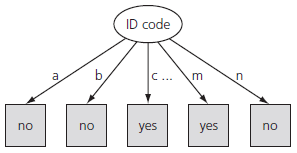 ID code
a b c ... m n
no no yes yes no